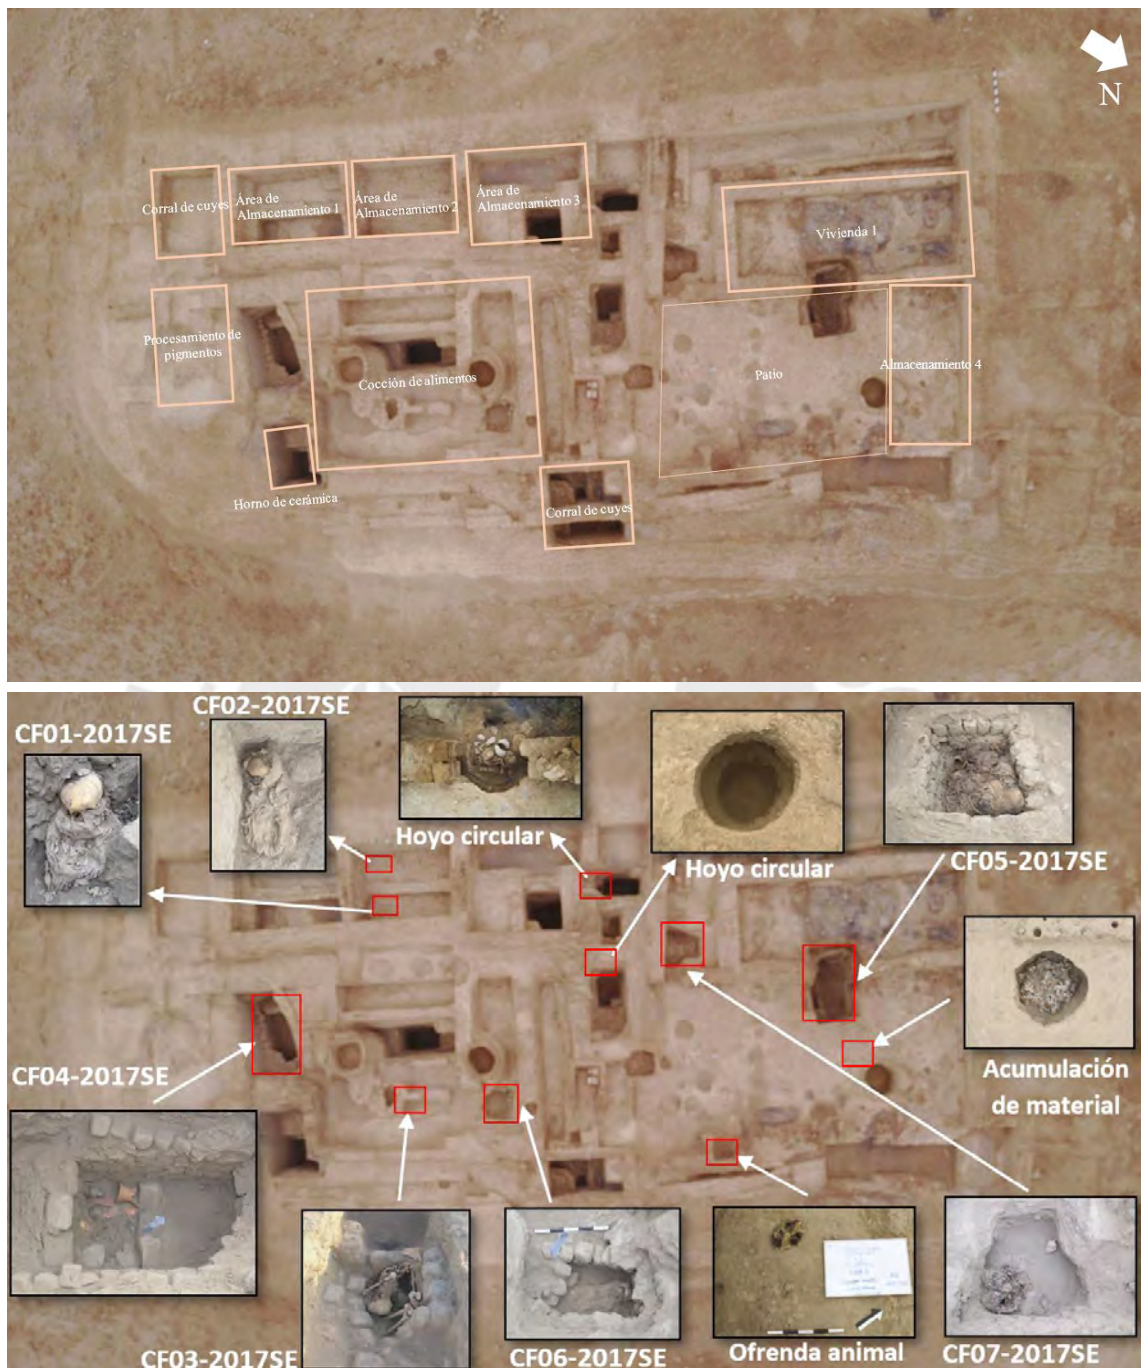 N
Corral de cuyes
Área de
Almacenamiento 1
Área de
Almacenamiento 2
Área de
Almacenamiento 3
Vivienda 1
Procesamiento de
pigmentos
Cocción de alimentos
Patio
Almacenamiento 4
Horno de cerámica
Corral de cuyes
CF01-2017SE
CF02-2017SE
Hoyo circular
Hoyo circular
CF05-2017SE
CF04-2017SE
Acumulación
de material
CF03-2017SE
CF06-2017SE
Ofrenda animal
CF07-2017SE